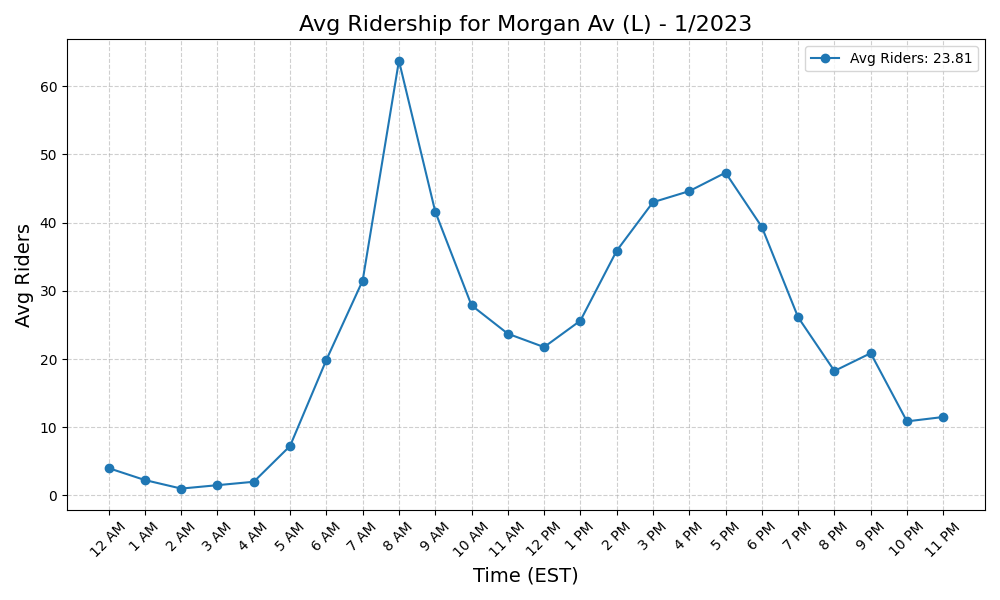 Avg Ridership for Morgan Av (L) - 1/2023
Avg Riders: 23.81
Avg Riders
60
50
40
30
20
10
0
12 AM
1 AM
2 AM
3 AM
4 AM
5 AM
6 AM
7 AM
8 AM
9 AM
10 AM
11 AM
12 PM
1 PM
2 PM
3 PM
4 PM
5 PM
6 PM
7 PM
8 PM
9 PM
10 PM
11 PM
Time (EST)